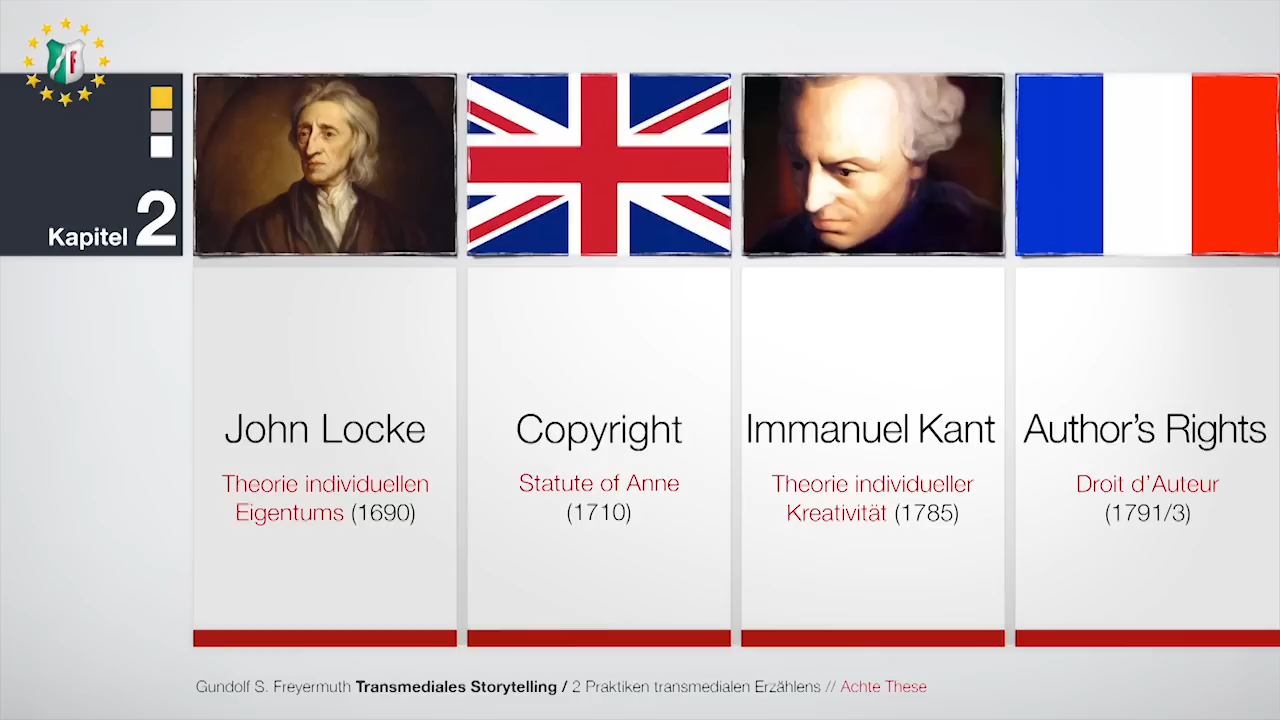 F
Kapitel 2
John Locke
Theorie individuellen
Eigentums (1690)
Copyright
Statute of Anne
(1710)
Immanuel Kant
Theorie individueller
Kreativität (1785)
Author's Rights
Droit d'Auteur
(1791/3)
Gundolf S. Freyermuth Transmediales Storytelling / 2 Praktiken transmedialen Erzählens // Achte These